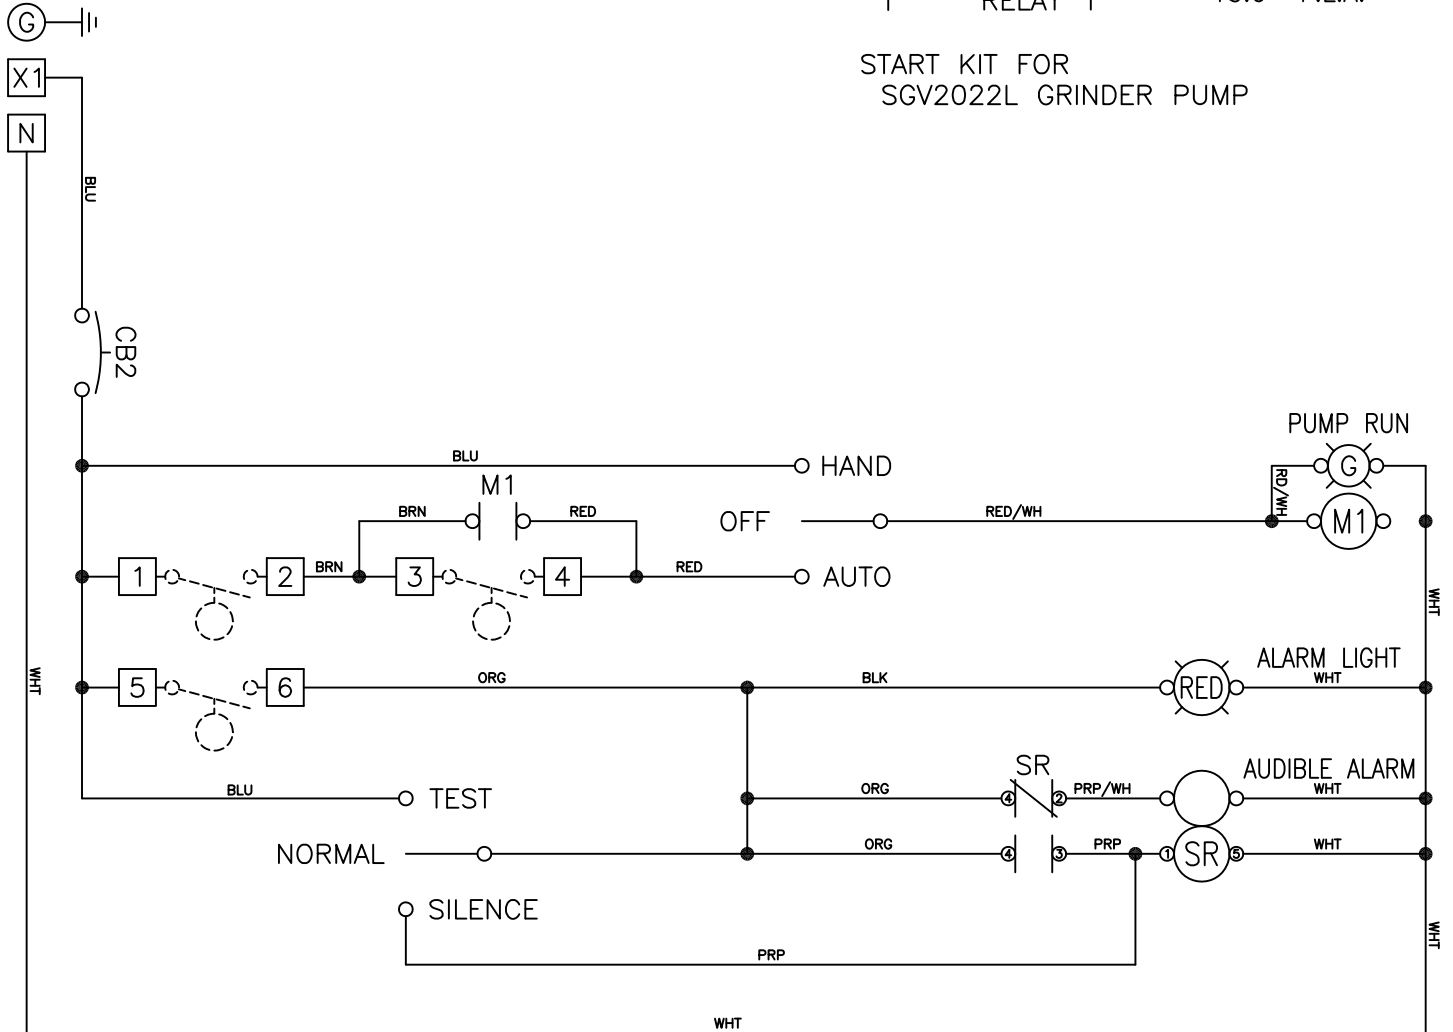 G
X1
RELAY 1
START KIT FOR
SGV2022L GRINDER PUMP
N
BLU
CB2
PUMP RUN
BLU
HAND
G
M1
RD/WH
BRN
RED
OFF
RED/WH
M1
1
2
BRN
3
4
RED
AUTO
WHT
WHT
5
6
ORG
BLK
RED
ALARM LIGHT
WHT
SR
AUDIBLE ALARM
BLU
TEST
ORG
4
2
PRP/WH
WHT
NORMAL
ORG
4
3
PRP
1
SR
5
WHT
SILENCE
WHT
PRP
WHT